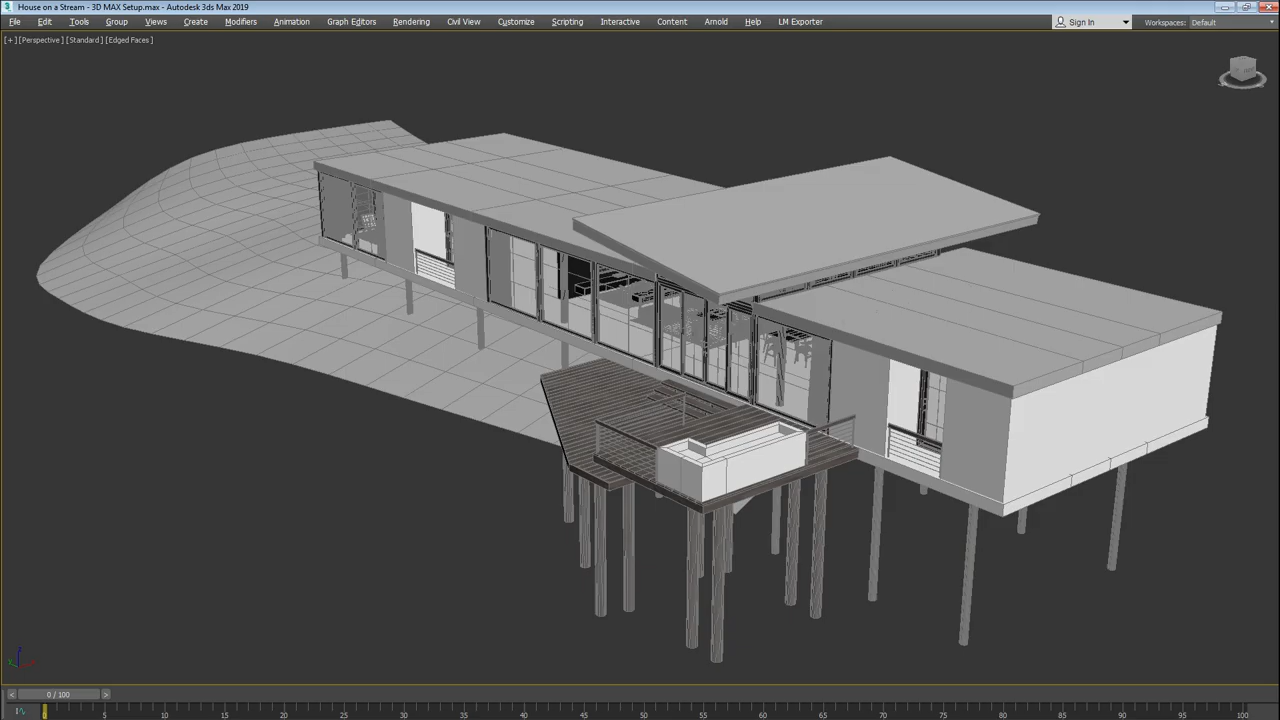 House on a Stream - 3D MAX Setup.max - Autodesk 3ds Max 2019
File Edit Tools Group Views Create Modifiers Animation Graph Editors Rendering Civil View Customize Scripting Interactive Content Arnold Help LM Exporter Sign In Workspaces: Default
[+] [Perspective] [Standard] [Edged Faces]
< 0 / 100 >
0 5 10 15 20 25 30 35 40 45 50 55 60 65 70 75 80 85 90 95 100